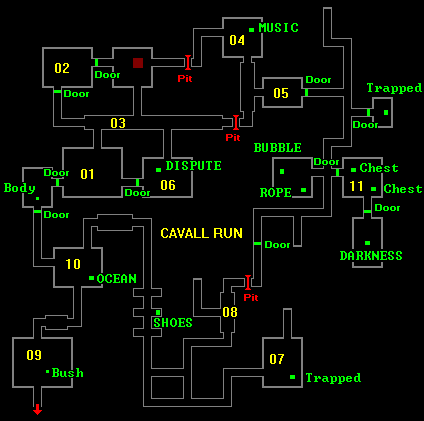 MUSIC
04
02
Door
Pit
Door
05
Door
Trapped
03
Door
Pit
BUBBLE
DISPUTE
Door
Door
Chest
01
06
Body
Door
ROPE
11
Chest
Door
Door
CAVALL RUN
Door
DARKNESS
10
OCEAN
Pit
08
SHOES
09
07
Bush
Trapped